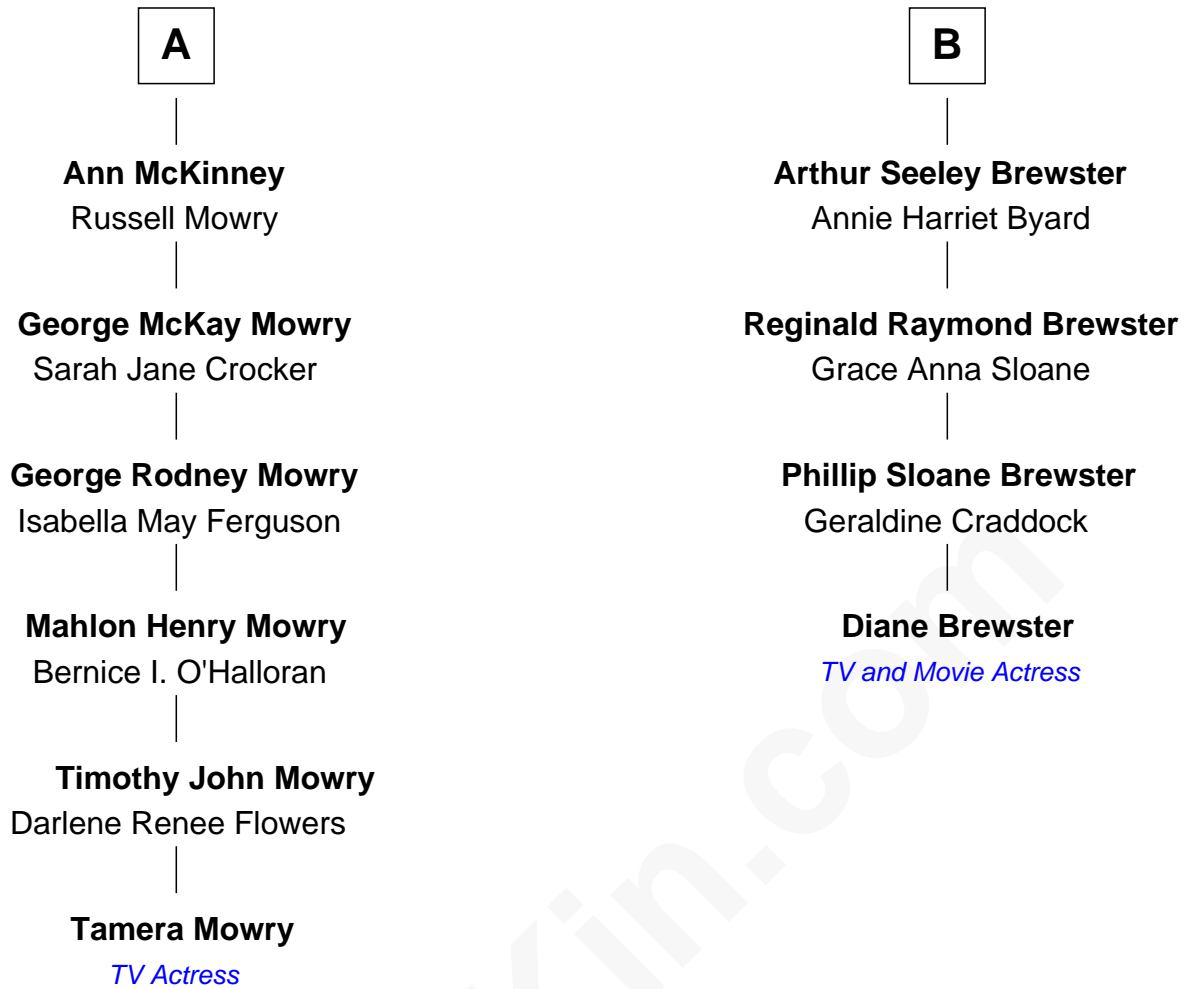 A
Ann McKinney
Russell Mowry
George McKay Mowry
Sarah Jane Crocker
George Rodney Mowry
Isabella May Ferguson
Mahlon Henry Mowry
Bernice I. O'Halloran
Timothy John Mowry
Darlene Renee Flowers
Tamera Mowry
TV Actress
B
Arthur Seeley Brewster
Annie Harriet Byard
Reginald Raymond Brewster
Grace Anna Sloane
Phillip Sloane Brewster
Geraldine Craddock
Diane Brewster
TV and Movie Actress
Kin.com